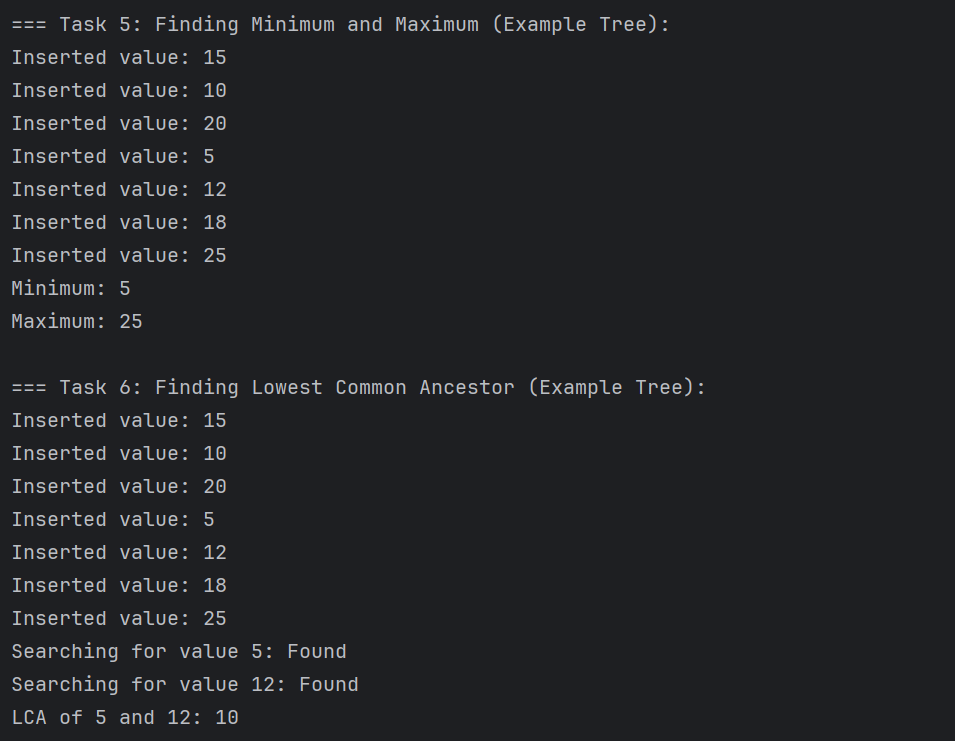 === Task 5: Finding Minimum and Maximum (Example Tree):
Inserted value: 15
Inserted value: 10
Inserted value: 20
Inserted value: 5
Inserted value: 12
Inserted value: 18
Inserted value: 25
Minimum: 5
Maximum: 25

=== Task 6: Finding Lowest Common Ancestor (Example Tree):
Inserted value: 15
Inserted value: 10
Inserted value: 20
Inserted value: 5
Inserted value: 12
Inserted value: 18
Inserted value: 25
Searching for value 5: Found
Searching for value 12: Found
LCA of 5 and 12: 10